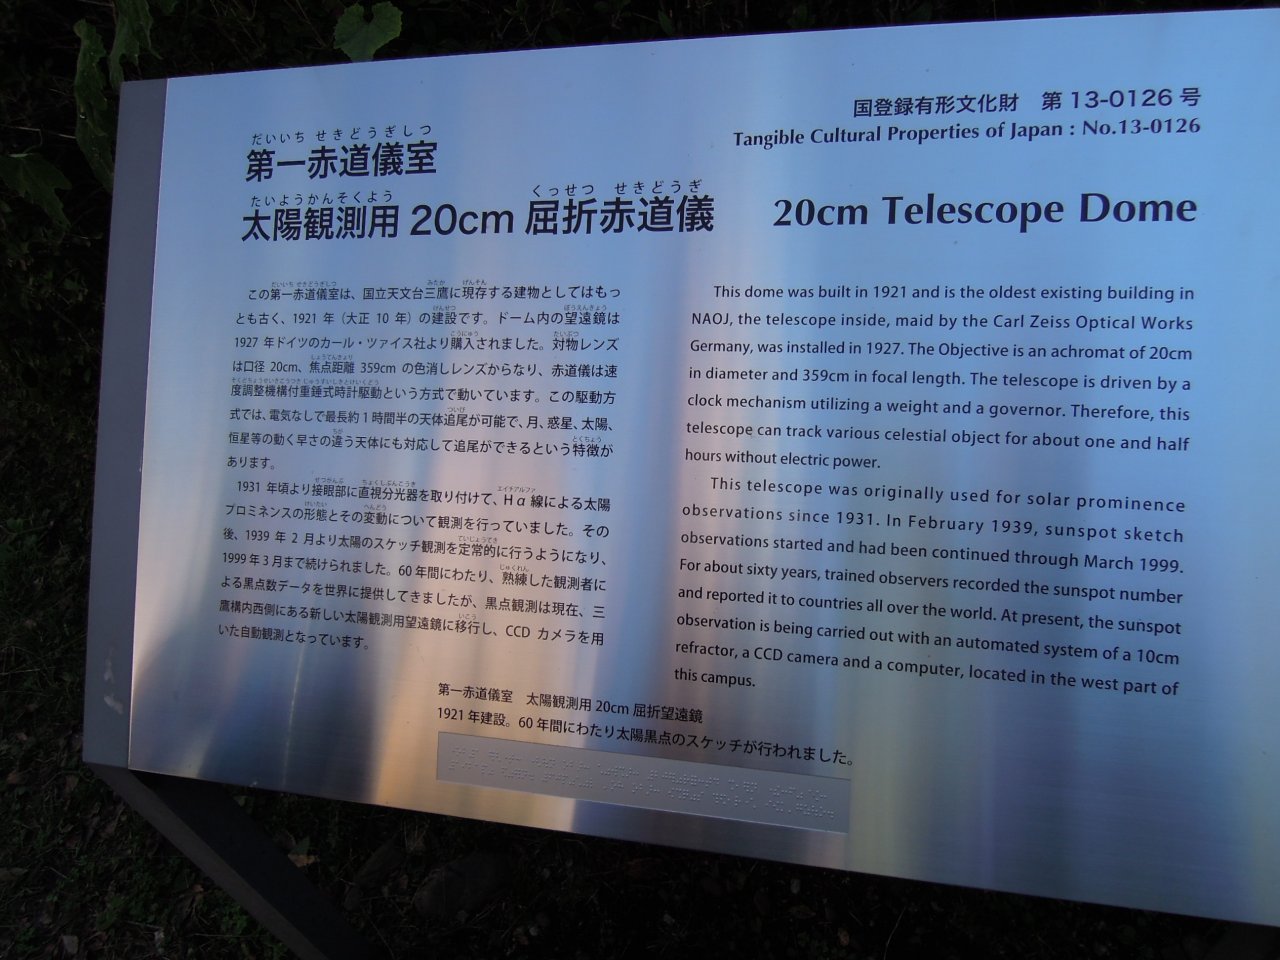 国登録有形文化財　第 13-0126 号
Tangible Cultural Properties of Japan : No.13-0126
だいいち せきどうぎしつ
第一赤道儀室
たいようかんそくよう　くっせつ　せきどうぎ
太陽観測用 20cm 屈折赤道儀
20cm Telescope Dome
この第一赤道儀室は、国立天文台三鷹に現存する建物としてはもっ
とも古く、1921 年（大正 10 年）の建設です。ドーム内の望遠鏡は
1927 年ドイツのカール・ツァイス社より購入されました。対物レンズ
は口径 20cm、焦点距離 359cm の色消しレンズからなり、赤道儀は速
度調整機構付重錘式時計駆動という方式で動いています。この駆動方
式では、電気なしで最長約 1 時間半の天体追尾が可能で、月、惑星、太陽、
恒星等の動く早さの違う天体にも対応して追尾ができるという特徴が
あります。
1931 年頃より接眼部に直視分光器を取り付けて、Hα線による太陽
プロミネンスの形態とその変動について観測を行っていました。その
後、1939 年 2 月より太陽のスケッチ観測を定常的に行うようになり、
1999 年 3 月まで続けられました。60 年間にわたり、熟練した観測者に
よる黒点数データを世界に提供してきましたが、黒点観測は現在、三
鷹構内西側にある新しい太陽観測用望遠鏡に移行し、CCD カメラを用
いた自動観測となっています。
This dome was built in 1921 and is the oldest existing building in
NAOJ, the telescope inside, maid by the Carl Zeiss Optical Works
Germany, was installed in 1927. The Objective is an achromat of 20cm
in diameter and 359cm in focal length. The telescope is driven by a
clock mechanism utilizing a weight and a governor. Therefore, this
telescope can track various celestial object for about one and half
hours without electric power.
This telescope was originally used for solar prominence
observations since 1931. In February 1939, sunspot sketch
observations started and had been continued through March 1999.
For about sixty years, trained observers recorded the sunspot number
and reported it to countries all over the world. At present, the sunspot
observation is being carried out with an automated system of a 10cm
refractor, a CCD camera and a computer, located in the west part of
this campus.
第一赤道儀室　太陽観測用 20cm 屈折望遠鏡
1921 年建設。60 年間にわたり太陽黒点のスケッチが行われました。